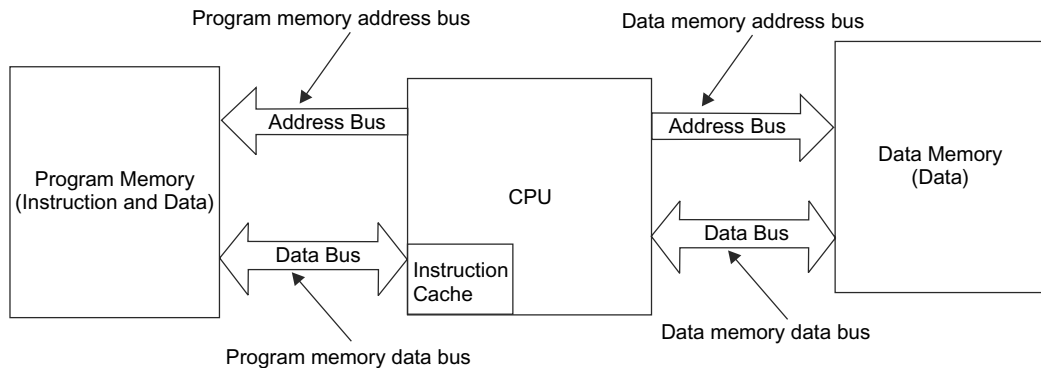 Program memory address bus
Data memory address bus
Address Bus
Address Bus
Program Memory
(Instruction and Data)
CPU
Data Memory
(Data)
Data Bus
Data Bus
Instruction
Cache
Program memory data bus
Data memory data bus